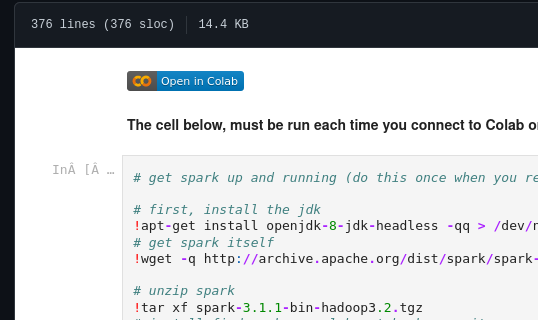 376 lines (376 sloc) 14.4 KB
Open in Colab
The cell below, must be run each time you connect to Colab
InÂ [Â …
# get spark up and running (do this once when you
# first, install the jdk
!apt-get install openjdk-8-jdk-headless -qq > /dev/
# get spark itself
!wget -q http://archive.apache.org/dist/spark/spark-
# unzip spark
!tar xf spark-3.1.1-bin-hadoop3.2.tgz